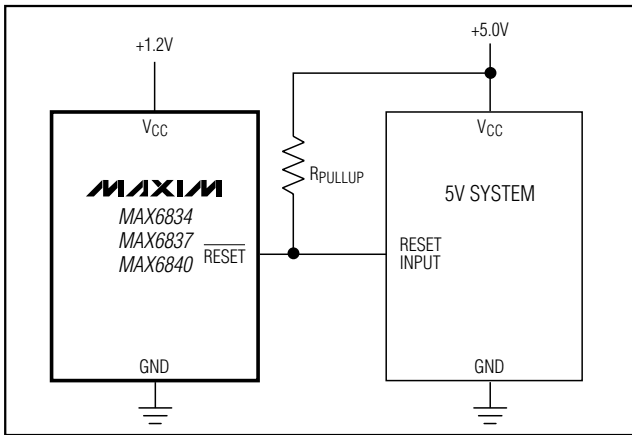 +1.2V
+5.0V
VCC
VCC
MAXIM
RPULLUP
MAX6834
MAX6837
MAX6840
RESET
5V SYSTEM
RESET
INPUT
GND
GND